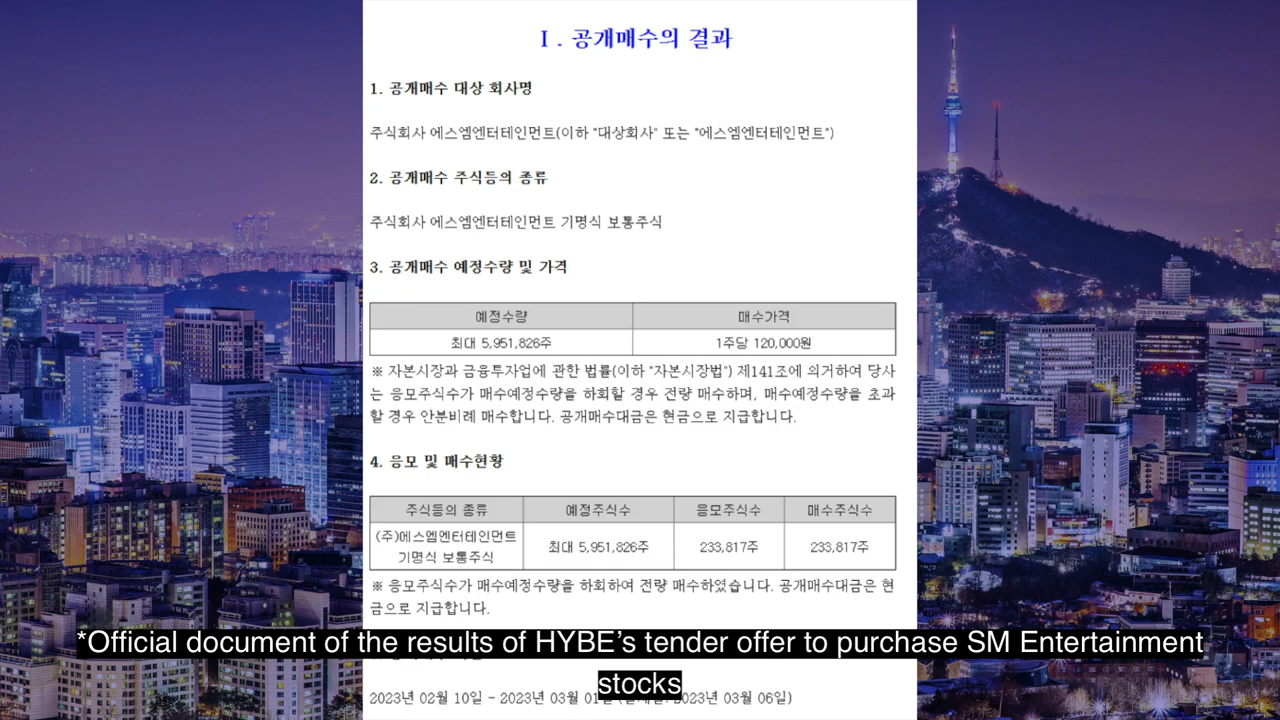 I. 공개매수의 결과
1. 공개매수 대상 회사명
주식회사 에스엠엔터테인먼트(이하 "대상회사" 또는 "에스엠엔터테인먼트")
2. 공개매수 주식등의 종류
주식회사 에스엠엔터테인먼트 기명식 보통주식
3. 공개매수 예정수량 및 가격
예정수량 매수가격
최대 5,951,826주 1주당 120,000원
※ 자본시장과 금융투자업에 관한 법률(이하 "자본시장법") 제141조에 의거하여 당사
는 응모주식수가 매수예정수량을 하회할 경우 전량 매수하며, 매수예정수량을 초과
할 경우 안분비례 매수합니다. 공개매수대금은 현금으로 지급합니다.
4. 응모 및 매수현황
주식등의 종류 예정주식수 응모주식수 매수주식수
(주)에스엠엔터테인먼트
기명식 보통주식 최대 5,951,826주 233,817주 233,817주
※ 응모주식수가 매수예정수량을 하회하여 전량 매수하였습니다. 공개매수대금은 현
금으로 지급합니다.
*Official document of the results of HYBE's tender offer to purchase SM Entertainment
stocks
2023년 02월 10일 - 2023년 03월 01 2023년 03월 06일)